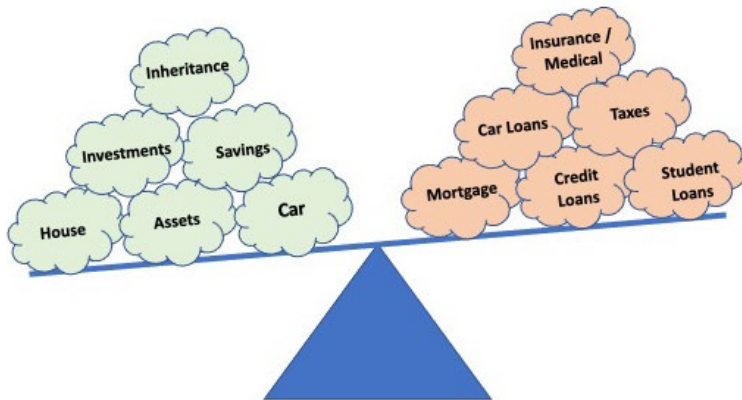 Inheritance
Investments
Savings
House
Assets
Car
Insurance /
Medical
Car Loans
Taxes
Mortgage
Credit
Loans
Student
Loans